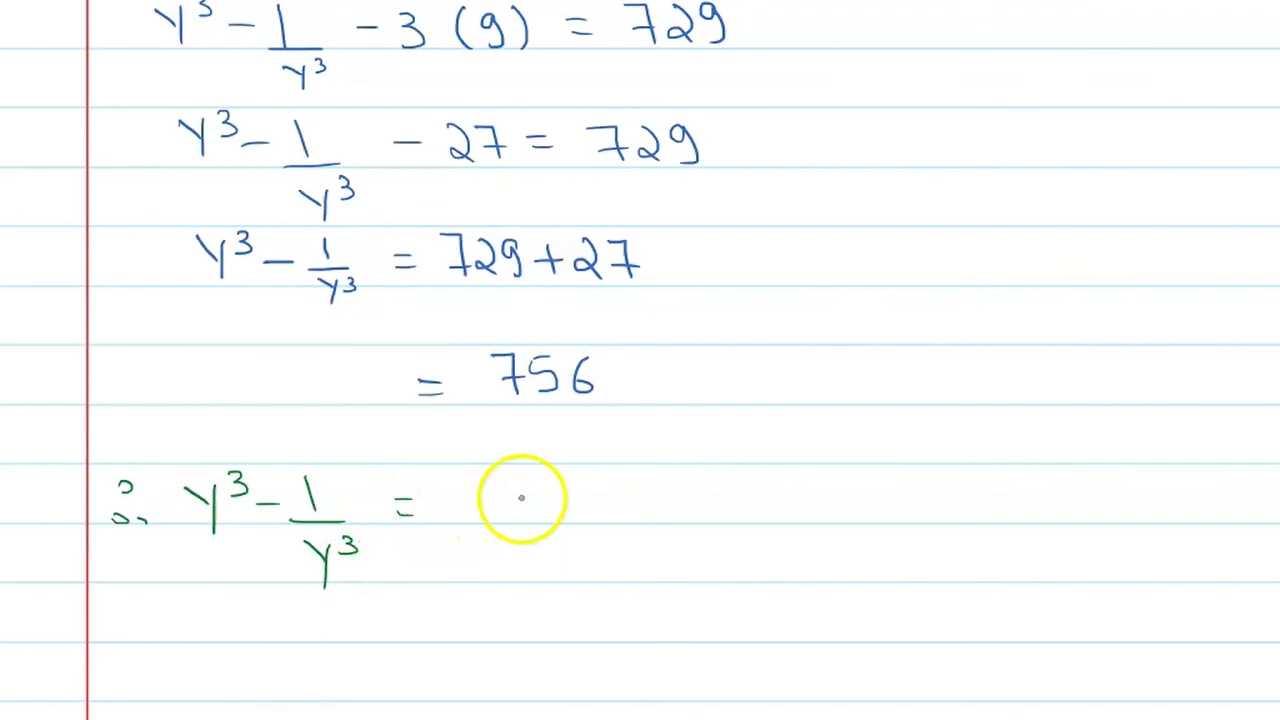 y³ - 1/y³ - 3 (9) = 729
y³ - 1/y³ - 27 = 729
y³ - 1/y³ = 729 + 27
= 756
∴ y³ - 1/y³ =